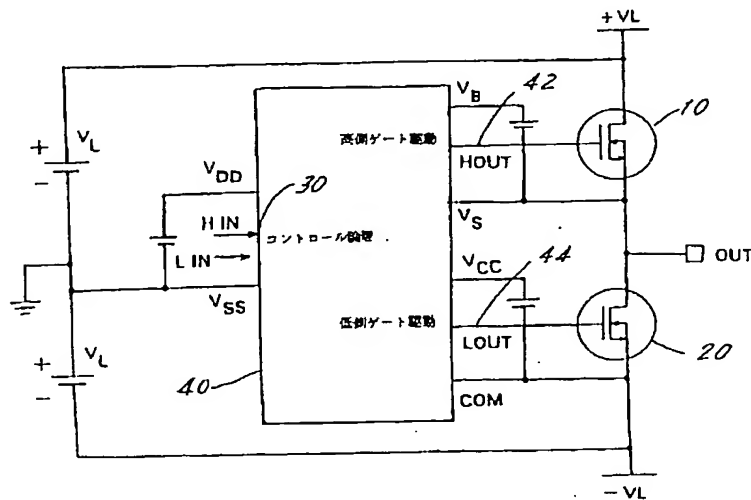 +VL
VB
42
10
+
VL
-
高側ゲート駆動
HOUT
VDD
30
H IN
コントロール論理
L IN
VS
OUT
VCC
44
VSS
+
VL
-
低側ゲート駆動
LOUT
20
40
COM
-VL